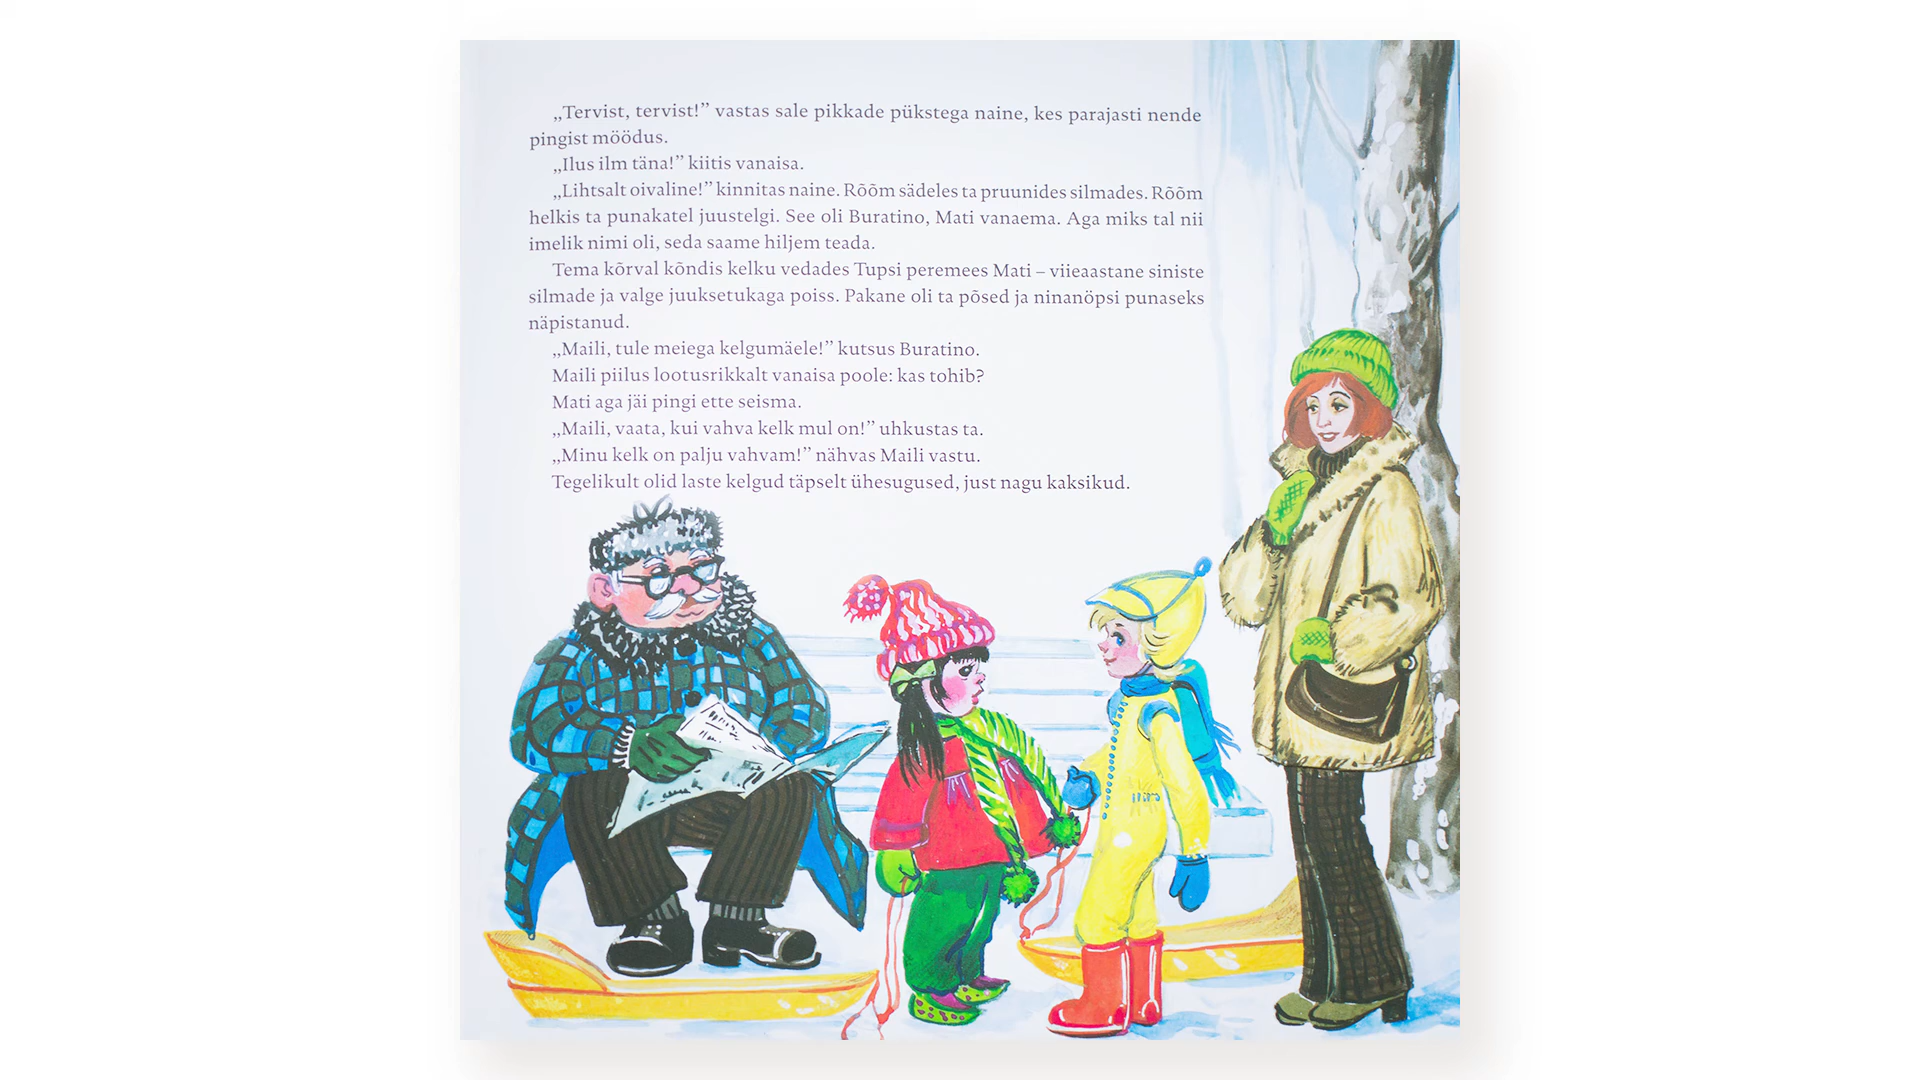 „Tervist, tervist!” vastas sale pikkade pükstega naine, kes parajasti nende
pingist möödus.
„Ilus ilm täna!” kiitis vanaisa.
„Lihtsalt oivaline!” kinnitas naine. Rõõm sädeles ta pruunides silmades. Rõõm
helkis ta punakatel juustelgi. See oli Buratino, Mati vanaema. Aga miks tal nii
imelik nimi oli, seda saame hiljem teada.
Tema kõrval kõndis kelku vedades Tupsi peremees Mati – viieaastane siniste
silmade ja valge juuksetukaga poiss. Pakane oli ta põsed ja ninanöpsi punaseks
näpistanud.
„Maili, tule meiega kelgumäele!” kutsus Buratino.
Maili piilus lootusrikkalt vanaisa poole: kas tohib?
Mati aga jäi pingi ette seisma.
„Maili, vaata, kui vahva kelk mul on!” uhkustas ta.
„Minu kelk on palju vahvam!” nähvas Maili vastu.
Tegelikult olid laste kelgud täpselt ühesugused, just nagu kaksikud.